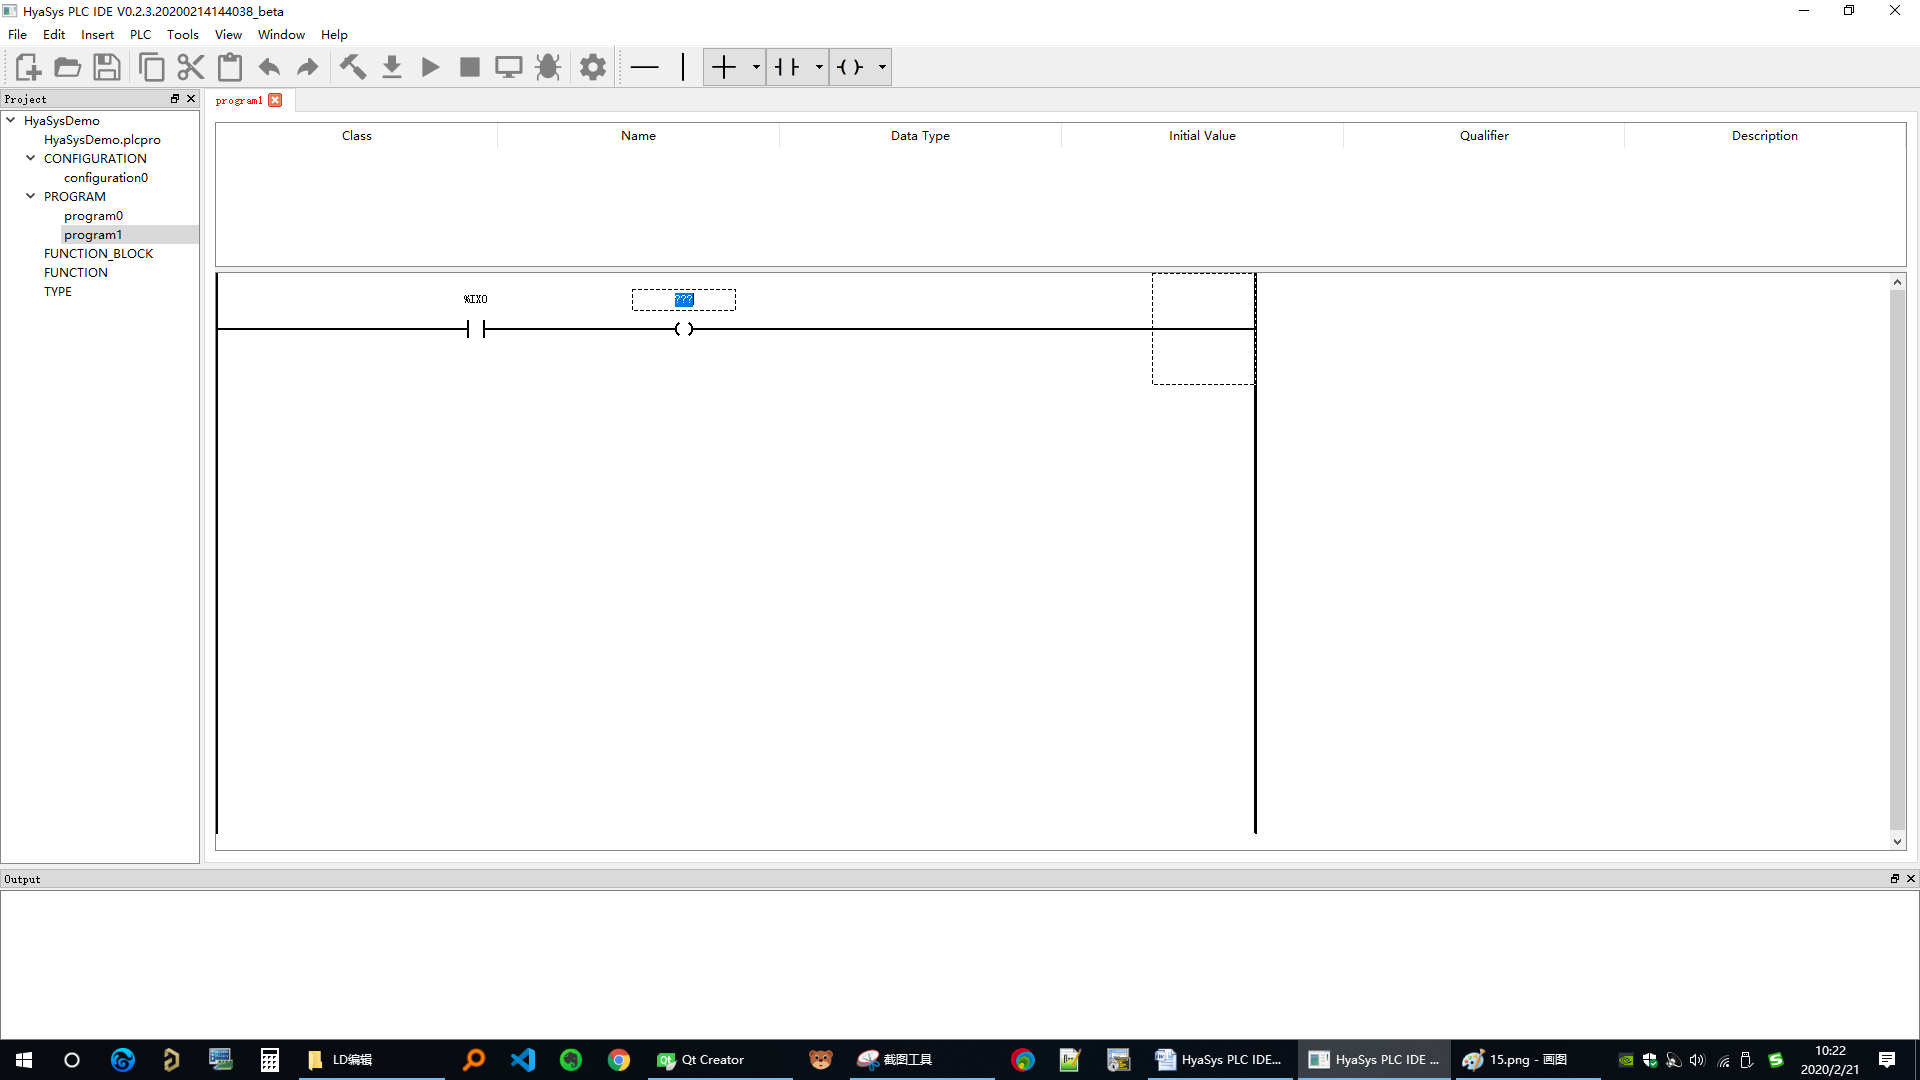 HyaSys PLC IDE V0.2.3.20200214144038_beta
File Edit Insert PLC Tools View Window Help
Project
program1
HyaSysDemo
HyaSysDemo.plcpro
CONFIGURATION
configuration0
PROGRAM
program0
program1
FUNCTION_BLOCK
FUNCTION
TYPE
Class Name Data Type Initial Value Qualifier Description
%IX0
???
Output
LD编辑
Qt Creator
截图工具
HyaSys PLC IDE...
HyaSys PLC IDE ...
15.png - 画图
10:22
2020/2/21